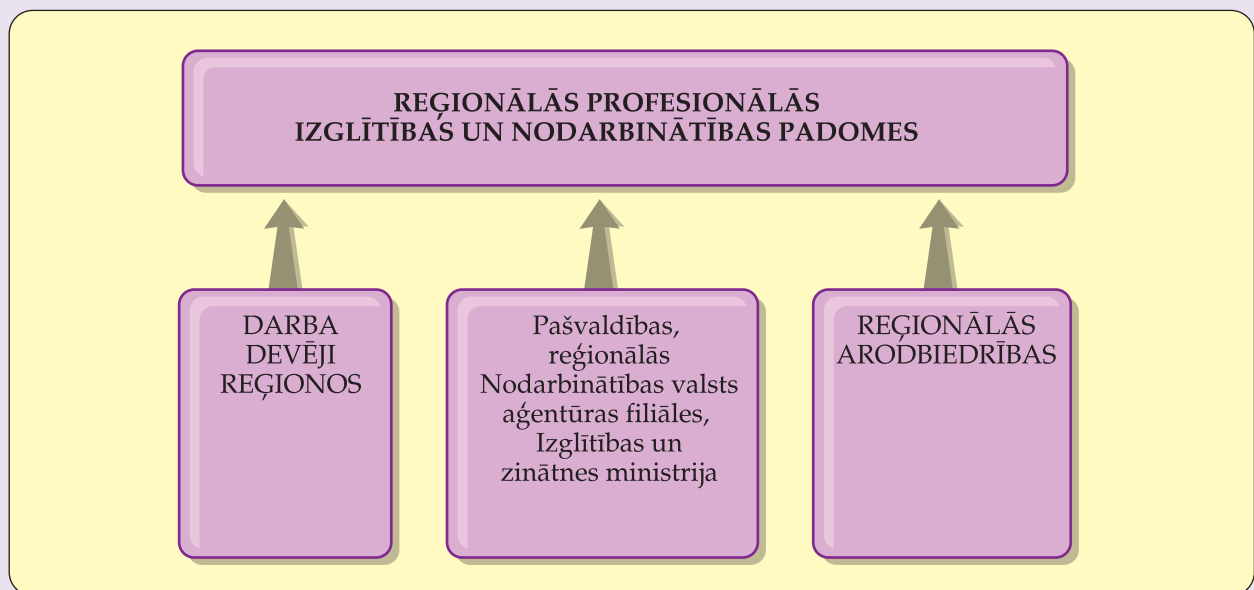 REĢIONĀLĀS PROFESIONĀLĀS
IZGLĪTĪBAS UN NODARBINĀTĪBAS PADOMES
DARBA
DEVĒJI
REĢIONOS
Pašvaldības,
reģionālās
Nodarbinātības valsts
aģentūras filiāles,
Izglītības un
zinātnes ministrija
REĢIONĀLĀS
ARODBIEDRĪBAS